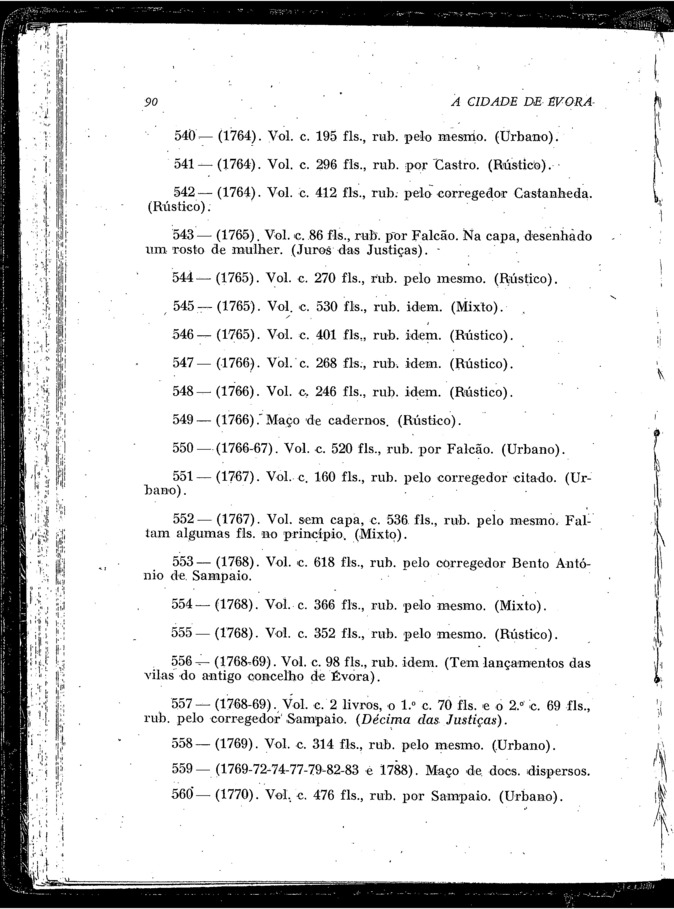 90 A CIDADE DE ÉVORA
540 — (1764). Vol. c. 195 fls., rub. pelo mesmo. (Urbano).
541 — (1764). Vol. c. 296 fls., rub. por Castro. (Rústico).
542 — (1764). Vol. c. 412 fls., rub. pelo corregedor Castanheda.
(Rústico).
543 — (1765). Vol. c. 86 fls., rub. por Falcão. Na capa, desenhado
um rosto de mulher. (Juros das Justiças).
544 — (1765). Vol. c. 270 fls., rub. pelo mesmo. (Rústico).
545 — (1765). Vol. c. 530 fls., rub. idem. (Mixto).
546 — (1765). Vol. c. 401 fls., rub. idem. (Rústico).
547 — (1766). Vol. c. 268 fls., rub. idem. (Rústico).
548 — (1766). Vol. c. 246 fls., rub. idem. (Rústico).
549 — (1766). Maço de cadernos. (Rústico).
550 — (1766-67). Vol. c. 520 fls., rub. por Falcão. (Urbano).
551 — (1767). Vol. c. 160 fls., rub. pelo corregedor citado. (Ur-
bano).
552 — (1767). Vol. sem capa, c. 536 fls., rub. pelo mesmo. Fal-
tam algumas fls. no princípio. (Mixto).
553 — (1768). Vol. c. 618 fls., rub. pelo corregedor Bento Antó-
nio de Sampaio.
554 — (1768). Vol. c. 366 fls., rub. pelo mesmo. (Mixto).
555 — (1768). Vol. c. 352 fls., rub. pelo mesmo. (Rústico).
556 — (1768-69). Vol. c. 98 fls., rub. idem. (Tem lançamentos das
vilas do antigo concelho de Évora).
557 — (1768-69). Vol. c. 2 livros, o 1.º c. 70 fls. e o 2.º c. 69 fls.,
rub. pelo corregedor Sampaio. (Décima das Justiças).
558 — (1769). Vol. c. 314 fls., rub. pelo mesmo. (Urbano).
559 — (1769-72-74-77-79-82-83 e 1788). Maço de docs. dispersos.
560 — (1770). Vol. c. 476 fls., rub. por Sampaio. (Urbano).